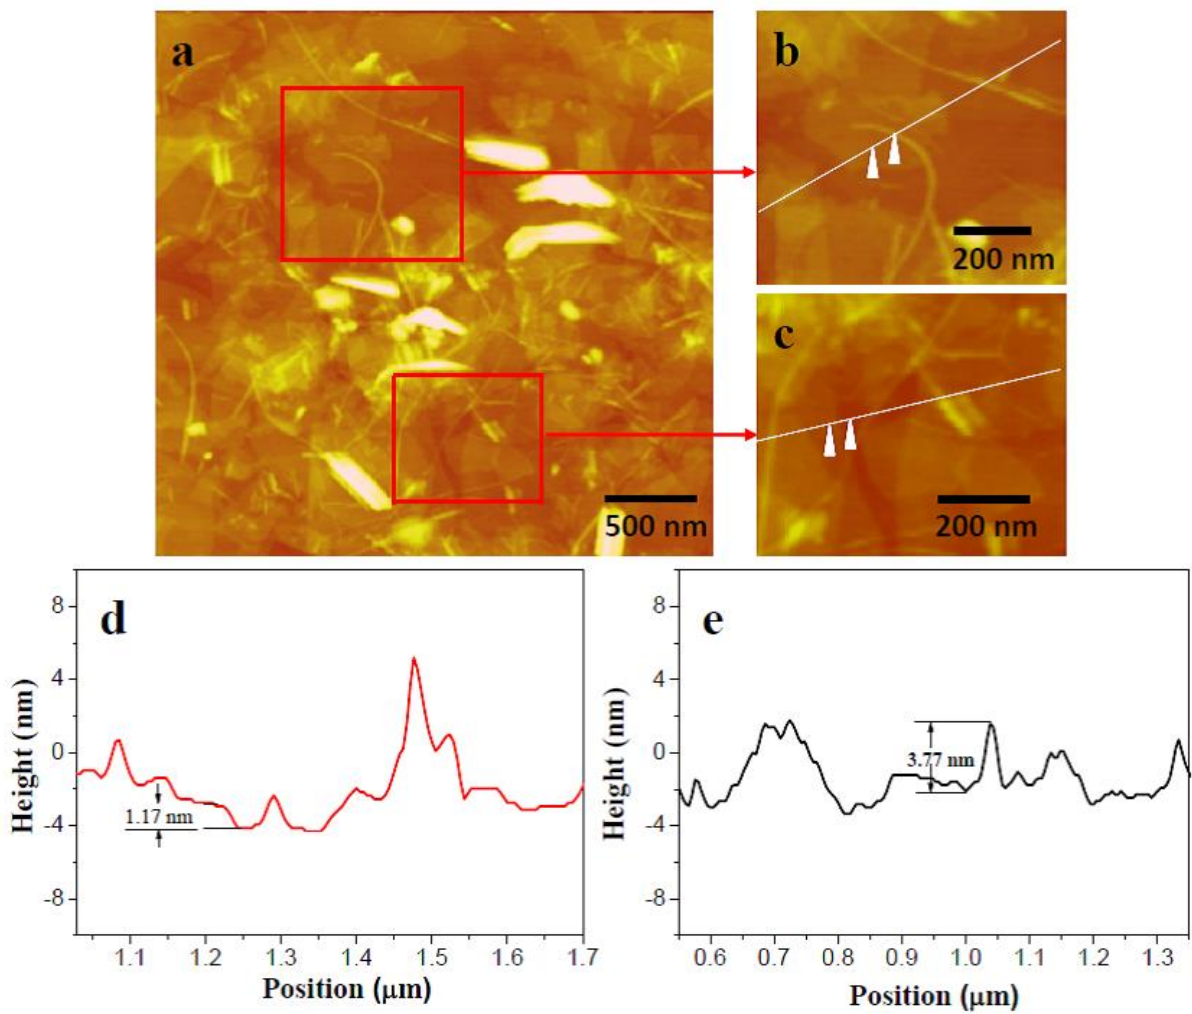 a
b
200 nm
c
500 nm
200 nm
d
8
4
0
-4
-8
Height (nm)
1.17 nm
1.1 1.2 1.3 1.4 1.5 1.6 1.7
Position (μm)
e
8
4
0
-4
-8
Height (nm)
3.77 nm
0.6 0.7 0.8 0.9 1.0 1.1 1.2 1.3
Position (μm)